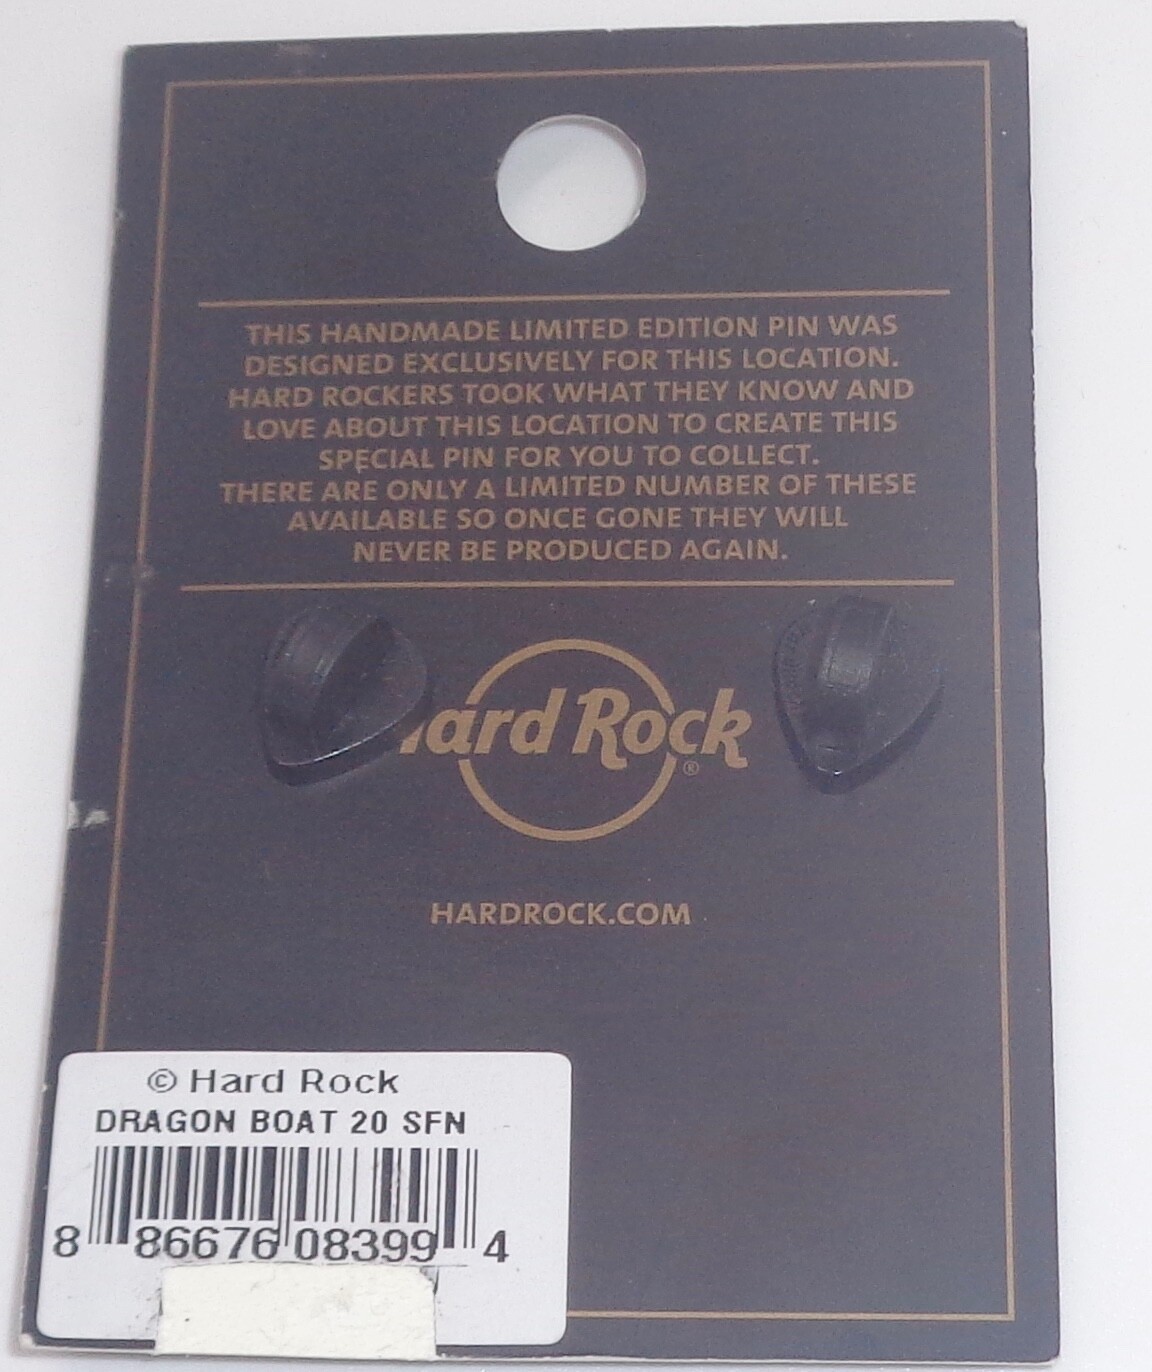 THIS HANDMADE LIMITED EDITION PIN WAS
DESIGNED EXCLUSIVELY FOR THIS LOCATION.
HARD ROCKERS TOOK WHAT THEY KNOW AND
LOVE ABOUT THIS LOCATION TO CREATE THIS
SPECIAL PIN FOR YOU TO COLLECT.
THERE ARE ONLY A LIMITED NUMBER OF THESE
AVAILABLE SO ONCE GONE THEY WILL
NEVER BE PRODUCED AGAIN.
Hard Rock ®
HARDROCK.COM
© Hard Rock
DRAGON BOAT 20 SFN
8 86676 08399 4